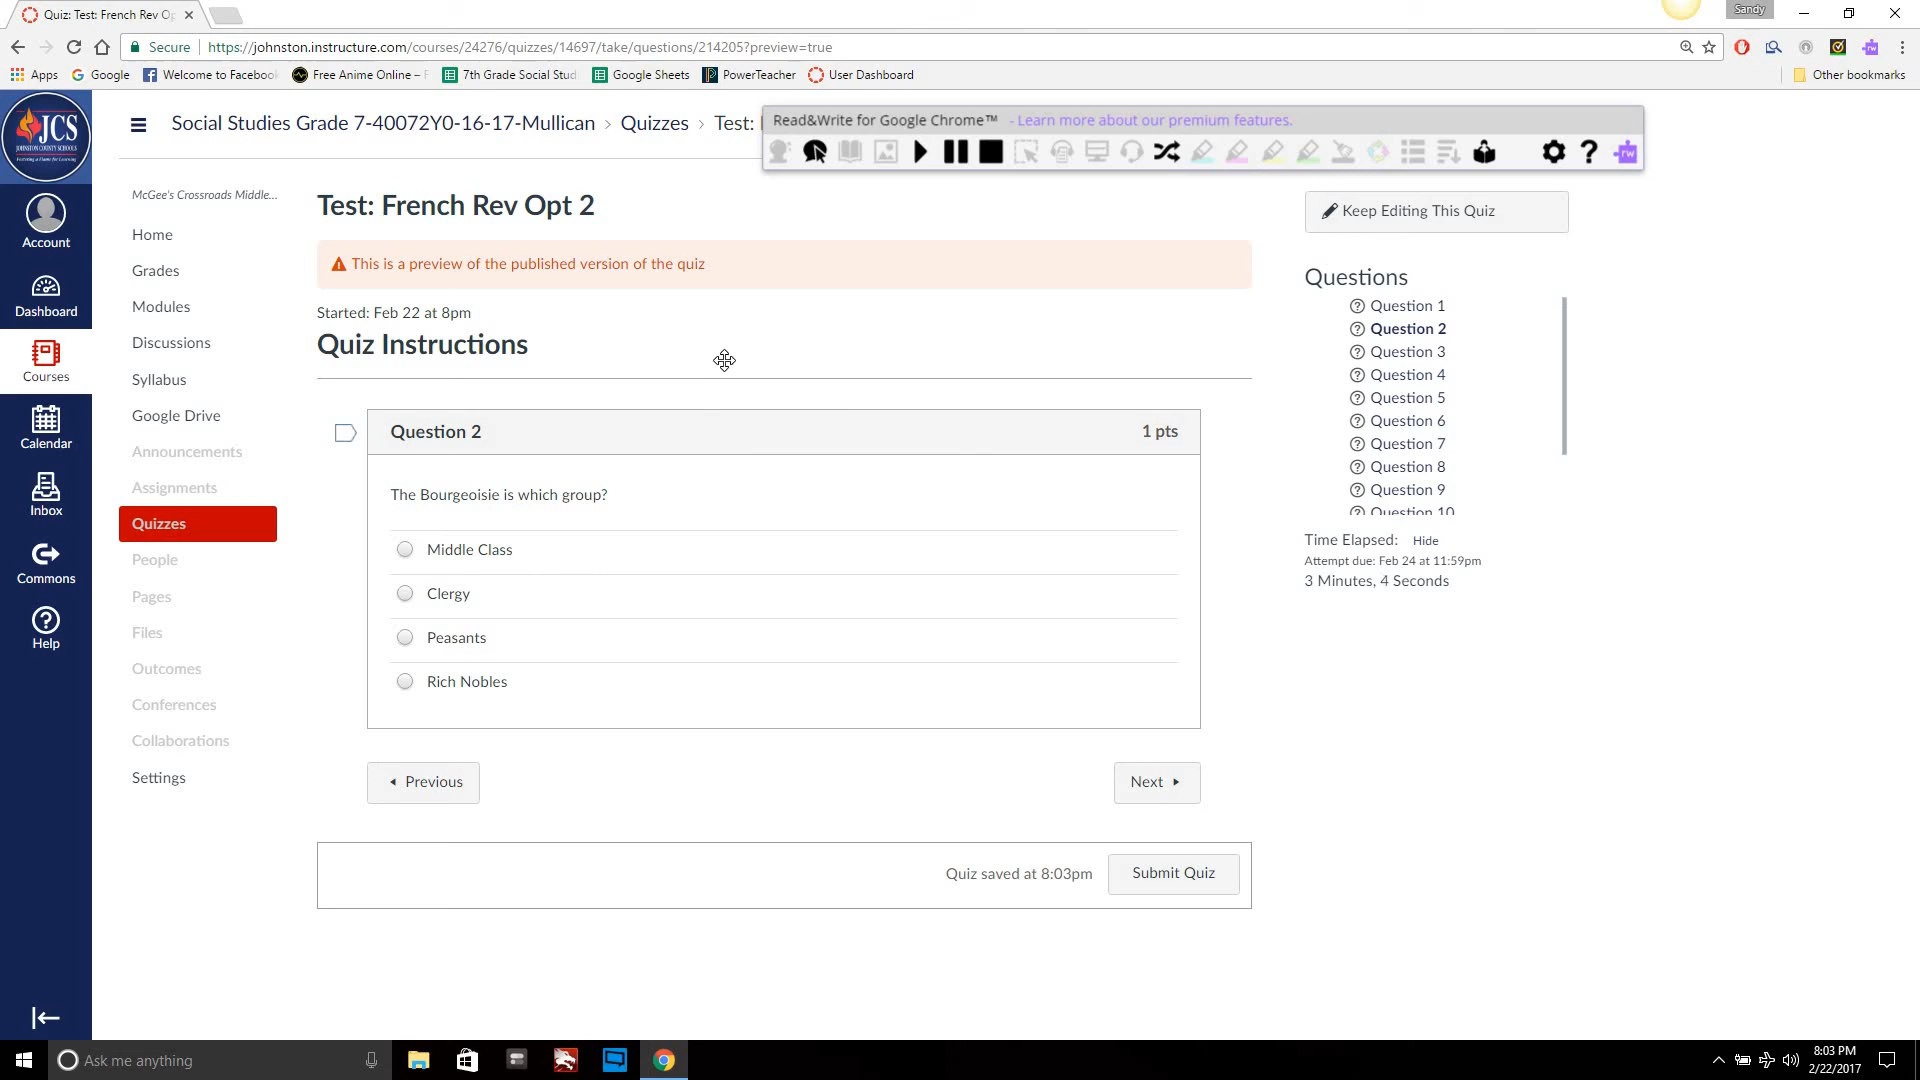 Quiz: Test: French Rev Op
Sandy
Secure
https://johnston.instructure.com/courses/24276/quizzes/14697/take/questions/214205?preview=true
Apps
Google
Welcome to Facebook
Free Anime Online –
7th Grade Social Stud
Google Sheets
PowerTeacher
User Dashboard
Other bookmarks
JCS
JOHNSTON COUNTY SCHOOLS
Account
Dashboard
Courses
Calendar
Inbox
Commons
Help
Social Studies Grade 7-40072Y0-16-17-Mullican > Quizzes > Test:
Read&Write for Google Chrome™ - Learn more about our premium features.
rw
McGee's Crossroads Middle...
Home
Grades
Modules
Discussions
Syllabus
Google Drive
Announcements
Assignments
Quizzes
People
Pages
Files
Outcomes
Conferences
Collaborations
Settings
Test: French Rev Opt 2
This is a preview of the published version of the quiz
Started: Feb 22 at 8pm
Quiz Instructions
Question 2
1 pts
The Bourgeoisie is which group?
Middle Class
Clergy
Peasants
Rich Nobles
Previous
Next
Quiz saved at 8:03pm
Submit Quiz
Keep Editing This Quiz
Questions
Question 1
Question 2
Question 3
Question 4
Question 5
Question 6
Question 7
Question 8
Question 9
Question 10
Time Elapsed: Hide
Attempt due: Feb 24 at 11:59pm
3 Minutes, 4 Seconds
Ask me anything
8:03 PM
2/22/2017